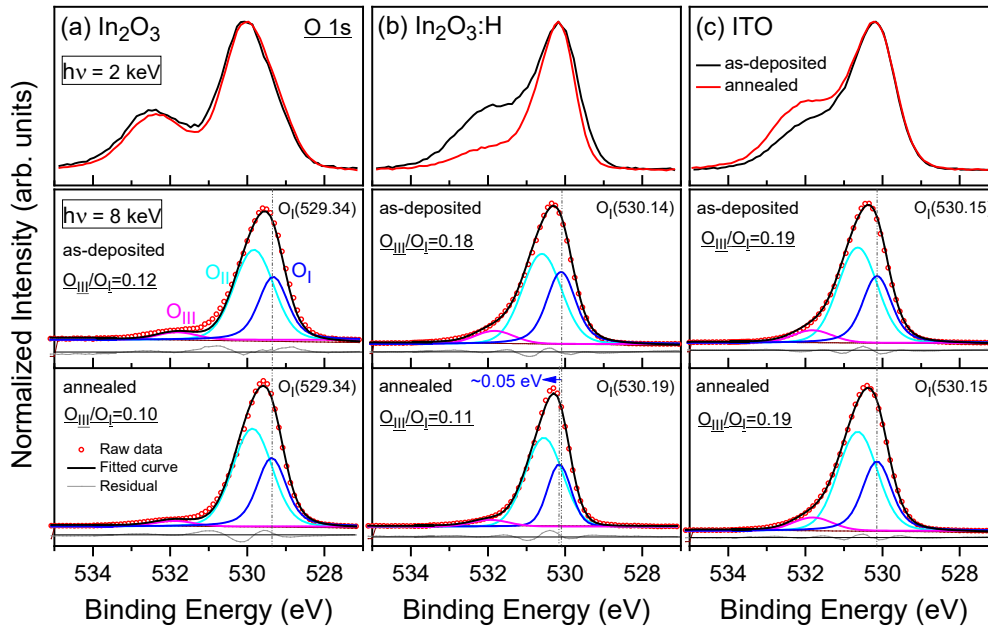 (a) In₂O₃
O 1s
hν = 2 keV
(b) In₂O₃:H
(c) ITO
as-deposited
annealed
hν = 8 keV
as-deposited
O_III/O_I=0.12
O_I(529.34)
O_II
O_I
O_III
as-deposited
O_III/O_I=0.18
O_I(530.14)
as-deposited
O_III/O_I=0.19
O_I(530.15)
annealed
O_III/O_I=0.10
O_I(529.34)
Raw data
Fitted curve
Residual
annealed
~0.05 eV
O_III/O_I=0.11
O_I(530.19)
annealed
O_III/O_I=0.19
O_I(530.15)
Normalized Intensity (arb. units)
534 532 530 528
534 532 530 528
534 532 530 528
Binding Energy (eV)
Binding Energy (eV)
Binding Energy (eV)